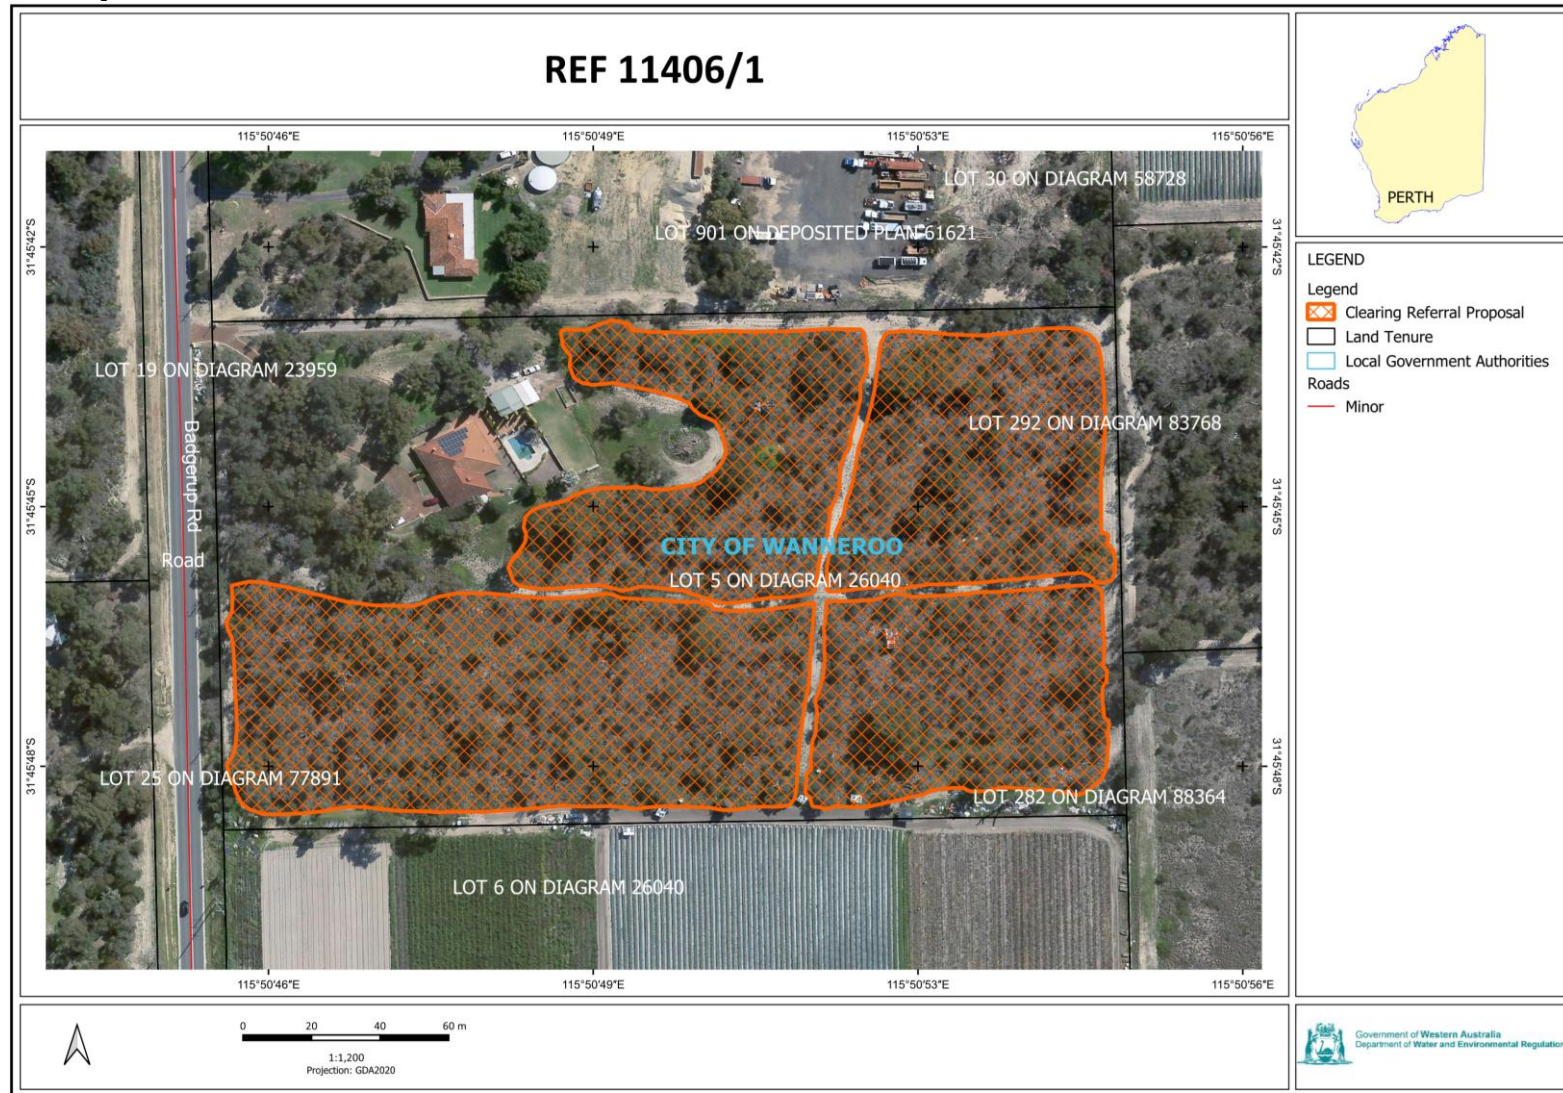 REF 11406/1
115°50'46"E
115°50'49"E
115°50'53"E
115°50'56"E
31°45'42"S
31°45'45"S
31°45'48"S
31°45'42"S
31°45'45"S
31°45'48"S
LOT 30 ON DIAGRAM 58728
LOT 901 ON DEPOSITED PLAN 61621
LOT 19 ON DIAGRAM 23959
LOT 292 ON DIAGRAM 83768
Badgerup Rd
Road
CITY OF WANNEROO
LOT 5 ON DIAGRAM 26040
LOT 25 ON DIAGRAM 77891
LOT 282 ON DIAGRAM 88364
LOT 6 ON DIAGRAM 26040
115°50'46"E
115°50'49"E
115°50'53"E
115°50'56"E
0 20 40 60 m
1:1,200
Projection: GDA2020
PERTH
LEGEND
Legend
Clearing Referral Proposal
Land Tenure
Local Government Authorities
Roads
Minor
Government of Western Australia
Department of Water and Environmental Regulation